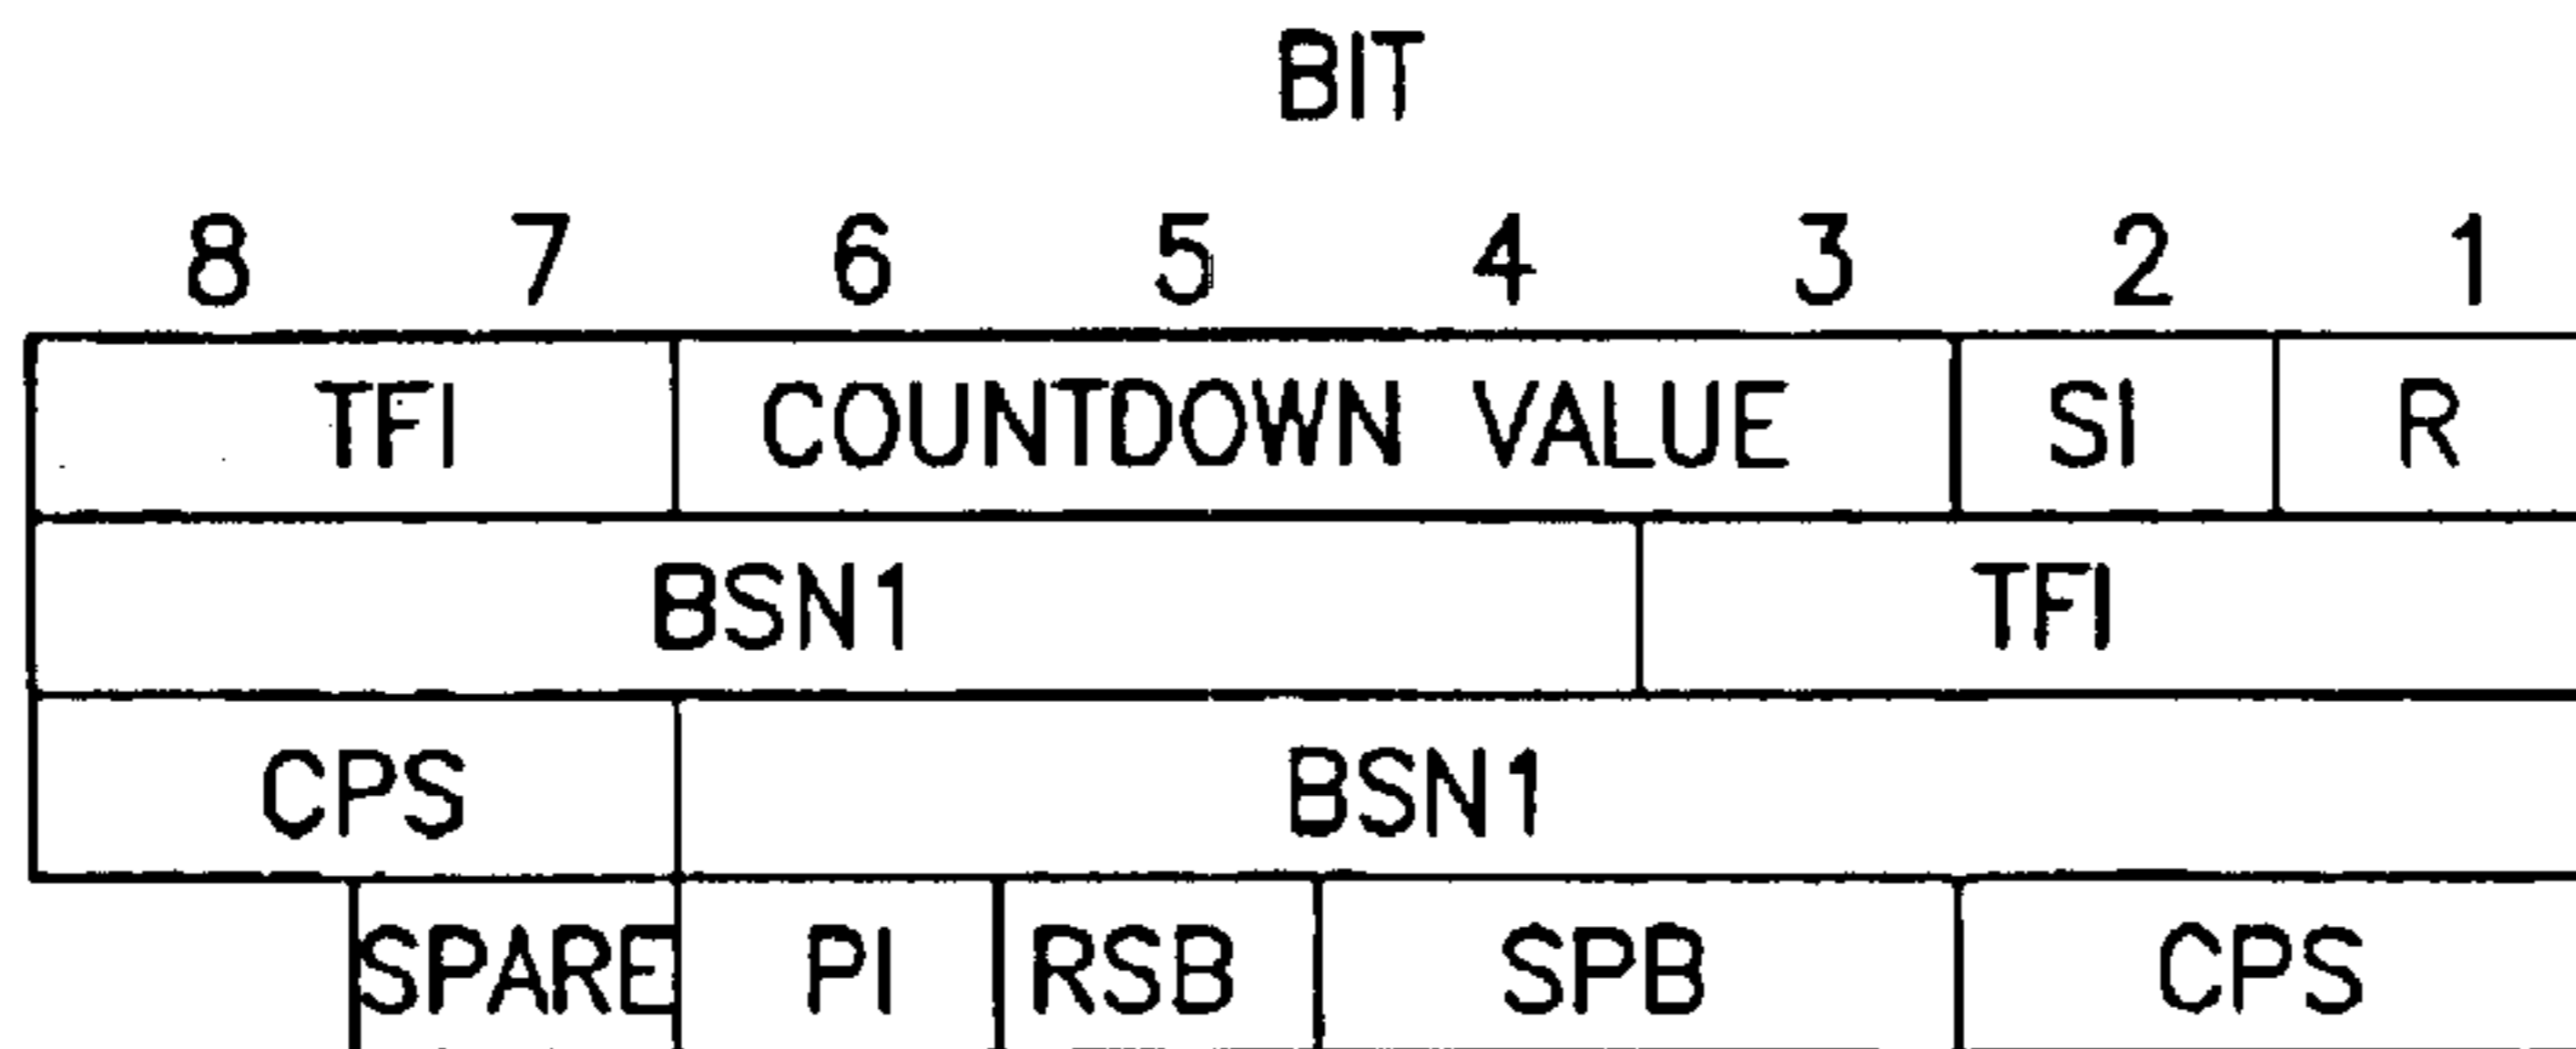 BIT
8 7 6 5 4 3 2 1
TFI COUNTDOWN VALUE SI R
BSN1 TFI
CPS BSN1
SPARE PI RSB SPB CPS